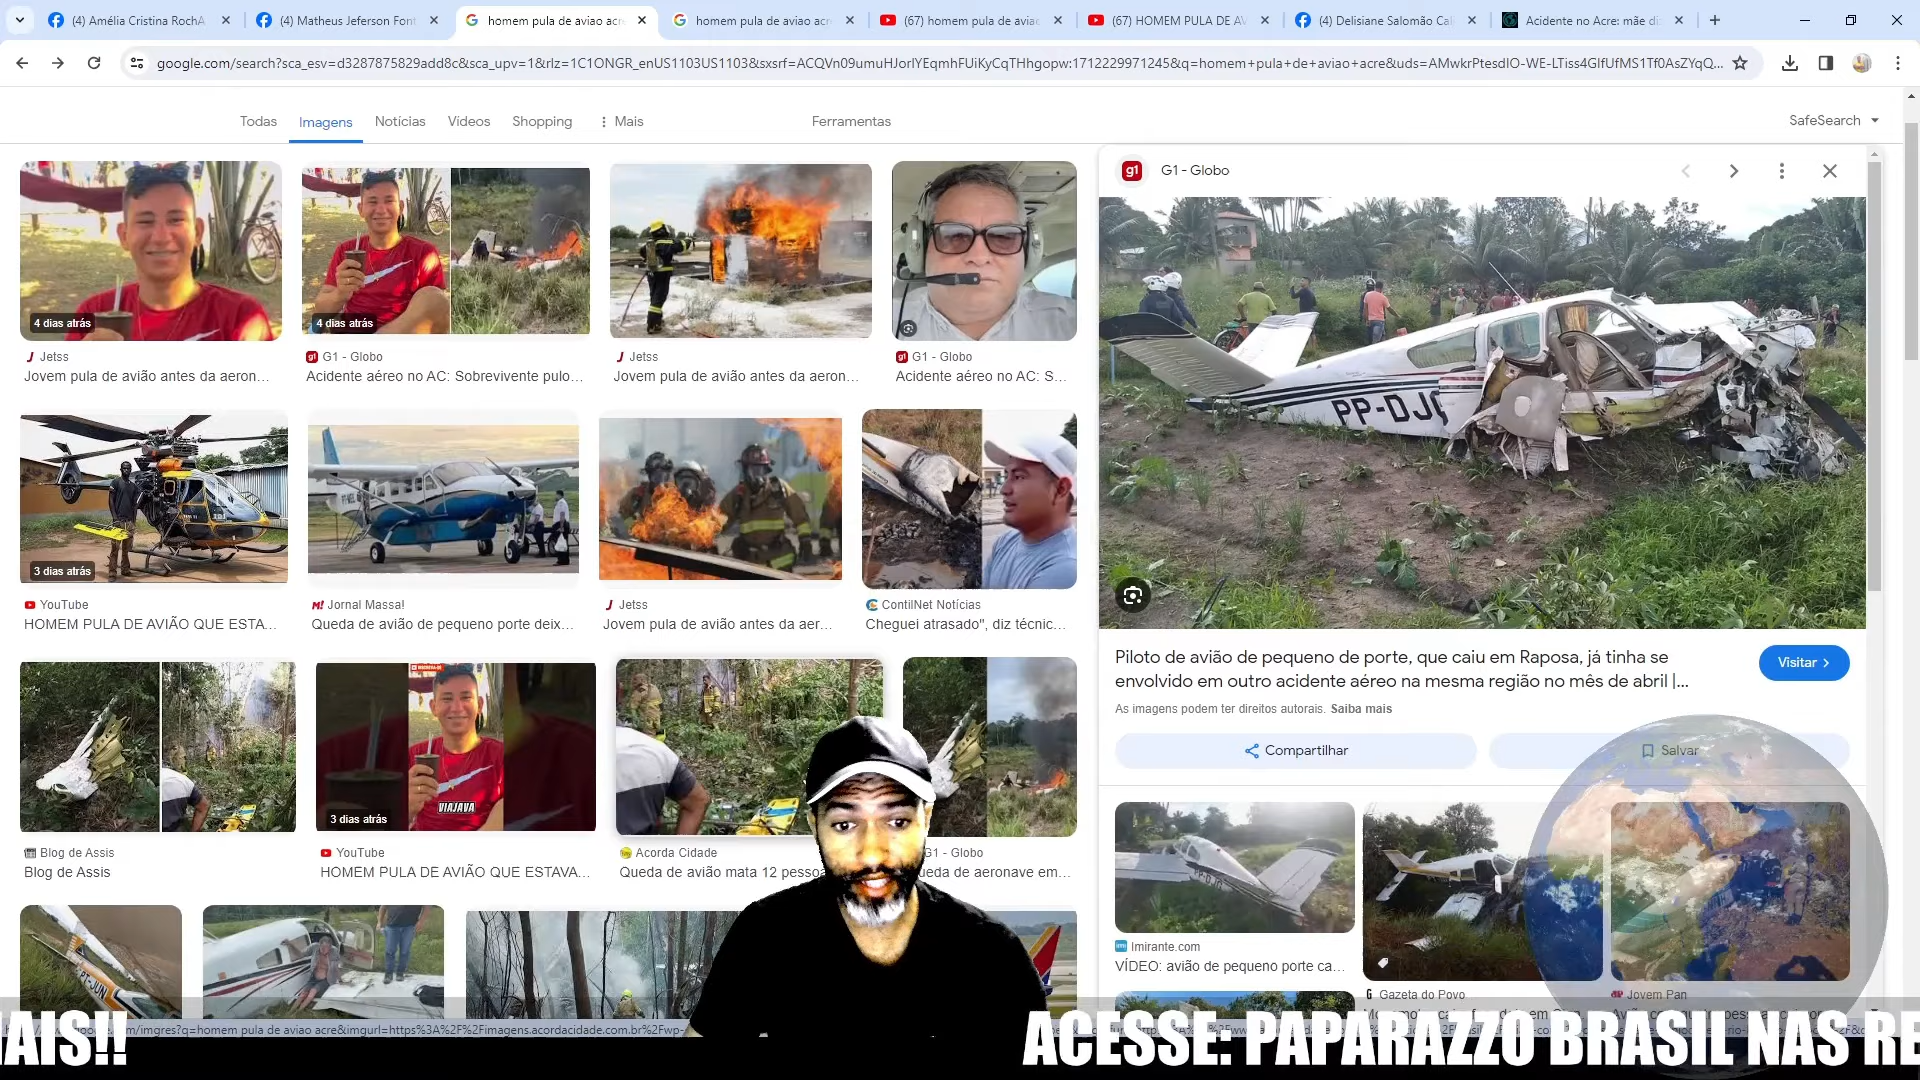 (4) Amélia Cristina RochA
(4) Matheus Jeferson Font
homem pula de aviao acre
homem pula de aviao acr
(67) homem pula de aviao
(67) HOMEM PULA DE AV
(4) Delisiane Salomão Cal
Acidente no Acre: mãe di
google.com/search?sca_esv=d3287875829add8c&sca_upv=1&rlz=1C1ONGR_enUS1103US1103&sxsrf=ACQVn09umuHJorlYEqmhFUiKyCqTHhgopw:1712229971245&q=homem+pula+de+aviao+acre&uds=AMwkrPtesdIO-WE-LTiss4GlfUfMS1Tf0AsZYqQ...
Todas
Imagens
Notícias
Videos
Shopping
Mais
Ferramentas
SafeSearch
4 dias atrás
4 dias atrás
Jetss
Jovem pula de avião antes da aeron...
G1 - Globo
Acidente aéreo no AC: Sobrevivente pulo...
Jetss
Jovem pula de avião antes da aeron...
G1 - Globo
Acidente aéreo no AC: S...
3 dias atrás
YouTube
HOMEM PULA DE AVIÃO QUE ESTA...
Jornal Massa!
Queda de avião de pequeno porte deix...
Jetss
Jovem pula de avião antes da aer...
ContilNet Notícias
Cheguei atrasado", diz técnic...
VIAJAVA
3 dias atrás
Blog de Assis
Blog de Assis
YouTube
HOMEM PULA DE AVIÃO QUE ESTAVA...
Acorda Cidade
Queda de avião mata 12 pessoa
G1 - Globo
ueda de aeronave em...
PT-JUN
g1
G1 - Globo
PP-DJO
Piloto de avião de pequeno de porte, que caiu em Raposa, já tinha se
envolvido em outro acidente aéreo na mesma região no mês de abril |...
Visitar
As imagens podem ter direitos autorais. Saiba mais
Compartilhar
Salvar
Imirante.com
VÍDEO: avião de pequeno porte ca...
Gazeta do Povo
Jovem Pan
AIS!!
ACESSE: PAPARAZZO BRASIL NAS RE